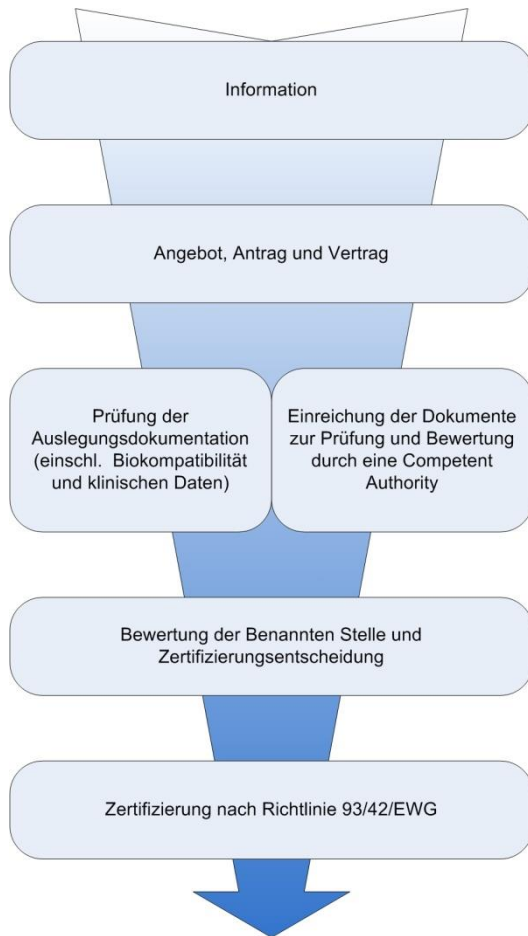 Information
Angebot, Antrag und Vertrag
Prüfung der
Auslegungsdokumentation
(einschl. Biokompatibilität
und klinischen Daten)
Einreichung der Dokumente
zur Prüfung und Bewertung
durch eine Competent
Authority
Bewertung der Benannten Stelle und
Zertifizierungsentscheidung
Zertifizierung nach Richtlinie 93/42/EWG